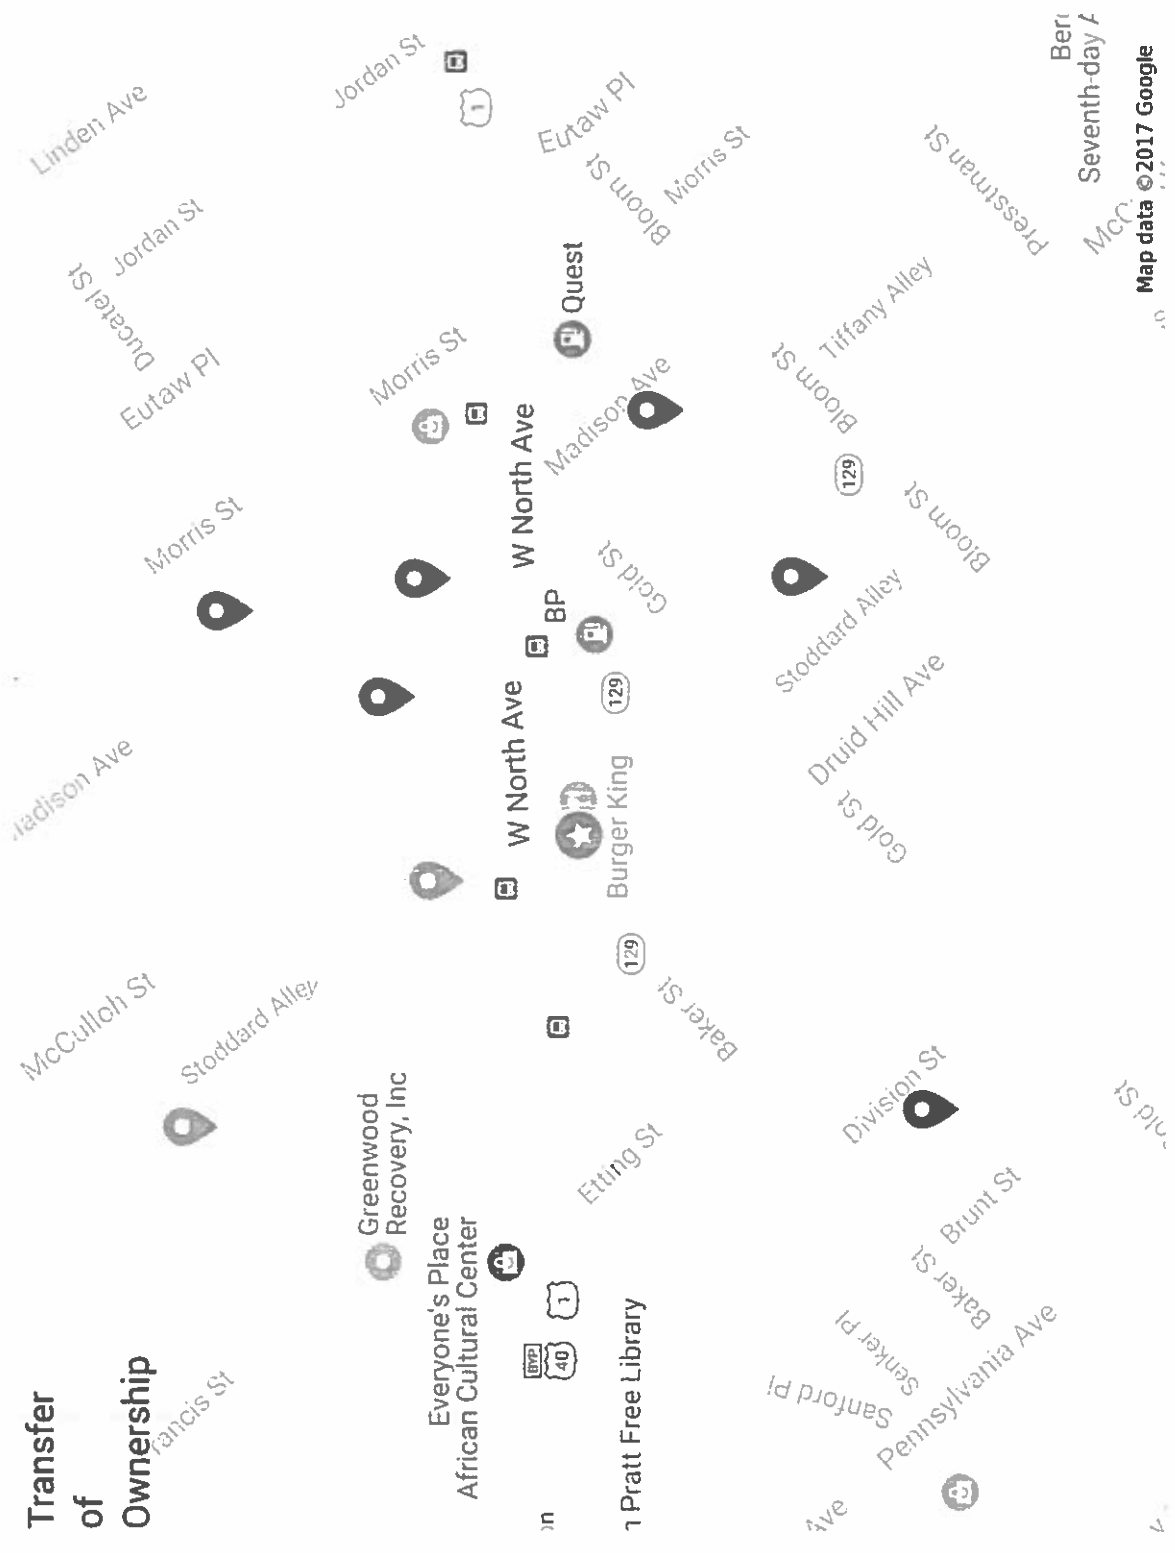 Transfer
of
Ownership
McCulloh St
Linden Ave
Stoddard Alley
Morris St
Eutaw Pl
Ducatel St
Jordan St
Greenwood
Recovery, Inc
Morris St
Jordan St
Everyone's Place
African Cultural Center
W North Ave
W North Ave
1
BYP
40
1
BP
Quest
Eutaw Pl
Pratt Free Library
Etting St
Burger King
129
129
Gold St
Madison Ave
Bloom St
Morris St
Baker St
Sanford Pl
Senker Pl
Division St
Gold St
Druid Hill Ave
Stoddard Alley
129
Bloom St
Tiffany Alley
Pennsylvania Ave
Baker St
Brunt St
Bloom St
Presstman St
Ave
Seventh-day
Map data ©2017 Google